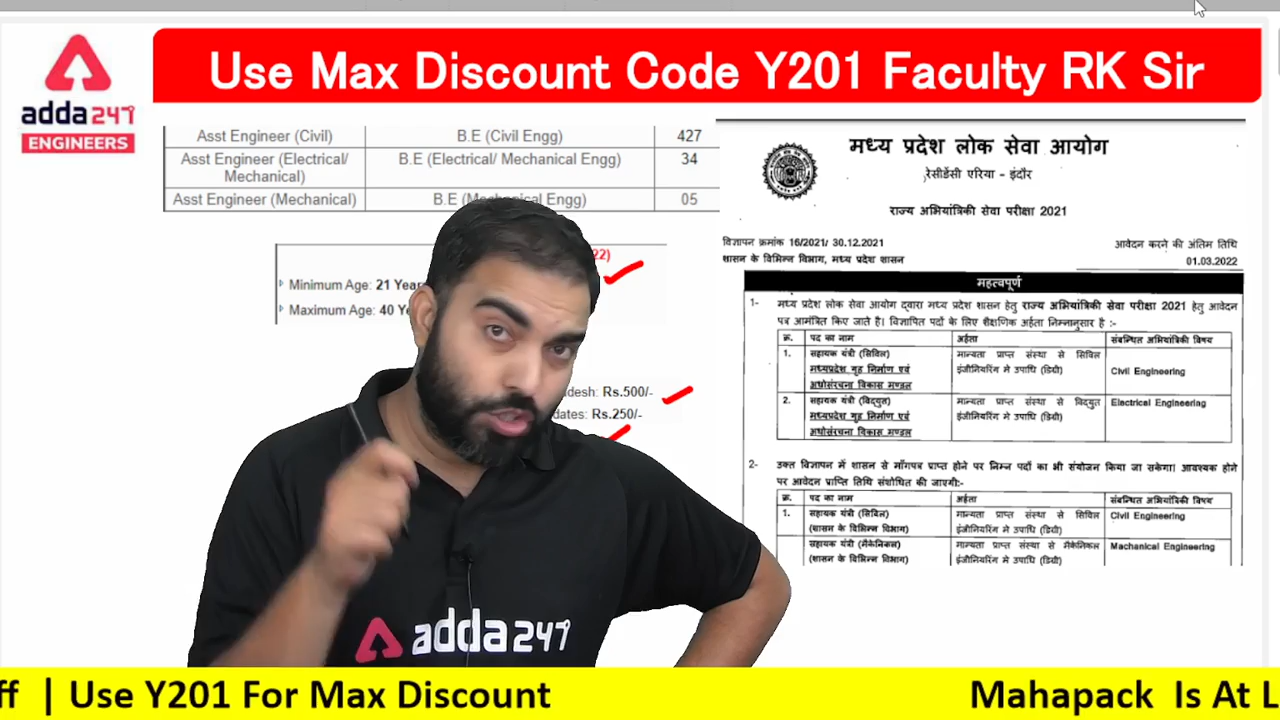 Use Max Discount Code Y201 Faculty RK Sir
adda247
ENGINEERS
Asst Engineer (Civil) B.E (Civil Engg) 427
Asst Engineer (Electrical/ B.E (Electrical/ Mechanical Engg) 34
Mechanical)
Asst Engineer (Mechanical) B.E (Mechanical Engg) 05
22)
Minimum Age: 21 Year
Maximum Age: 40 Ye
adesh: Rs.500/-
dates: Rs.250/-
मध्य प्रदेश लोक सेवा आयोग
रेसीडेंसी एरिया - इंदौर
राज्य अभियांत्रिकी सेवा परीक्षा 2021
विज्ञापन क्रमांक 16/2021/ 30.12.2021 आवेदन करने की अंतिम तिथि
शासन के विभिन्न विभाग, मध्य प्रदेश शासन 01.03.2022
महत्वपूर्ण
1- मध्य प्रदेश लोक सेवा आयोग द्वारा मध्य प्रदेश शासन हेतु राज्य अभियांत्रिकी सेवा परीक्षा 2021 हेतु आवेदन
पत्र आमंत्रित किए जाते है। विज्ञापित पदों के लिए शैक्षणिक अर्हता निम्नानुसार है :-
क्र. पद का नाम अर्हता संबन्धित अभियांत्रिकी विषय
1. सहायक यंत्री (सिविल) मान्यता प्राप्त संस्था से सिविल
मध्यप्रदेश गृह निर्माण एवं इंजीनियरिंग मे उपाधि (डिग्री) Civil Engineering
अधोसंरचना विकास मण्डल
2. सहायक यंत्री (विद्युत) मान्यता प्राप्त संस्था से विद्युत Electrical Engineering
मध्यप्रदेश गृह निर्माण एवं इंजीनियरिंग मे उपाधि (डिग्री)
अधोसंरचना विकास मण्डल
2- उक्त विज्ञापन में शासन से माँगपत्र प्राप्त होने पर निम्न पदों का भी संयोजन किया जा सकेगा। आवश्यक होने
पर आवेदन प्राप्ति तिथि संशोधित की जाएगी:-
क्र. पद का नाम अर्हता संबन्धित अभियांत्रिकी विषय
1. सहायक यंत्री (सिविल) मान्यता प्राप्त संस्था से सिविल Civil Engineering
(शासन के विभिन्न विभाग) इंजीनियरिंग मे उपाधि (डिग्री)
सहायक यंत्री (मैकेनिकल) मान्यता प्राप्त संस्था से मैकेनिकल Machanical Engineering
(शासन के विभिन्न विभाग) इंजीनियरिंग मे उपाधि (डिग्री)
adda247
ff | Use Y201 For Max Discount Mahapack Is At L